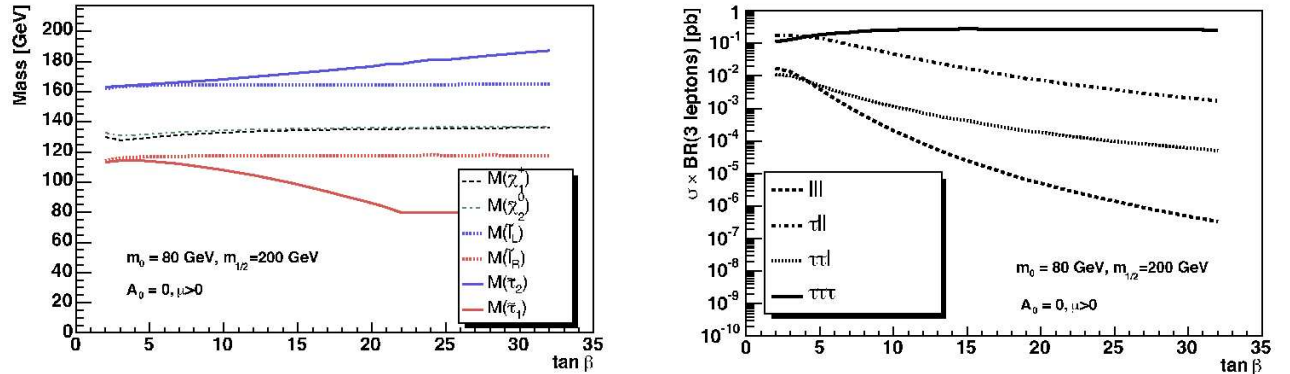 Mass [GeV]
200
180
160
140
120
100
80
60
40
20
0
M(χ̃₁⁺)
M(χ̃₂⁰)
M(l̃_L)
M(l̃_R)
M(τ̃₂)
M(τ̃₁)
m₀ = 80 GeV, m₁/₂=200 GeV
A₀ = 0, μ>0
0 5 10 15 20 25 30 35
tan β
σ × BR(3 leptons) [pb]
1
10⁻¹
10⁻²
10⁻³
10⁻⁴
10⁻⁵
10⁻⁶
10⁻⁷
10⁻⁸
10⁻⁹
10⁻¹⁰
lll
τll
ττl
τττ
m₀ = 80 GeV, m₁/₂=200 GeV
A₀ = 0, μ>0
0 5 10 15 20 25 30 35
tan β